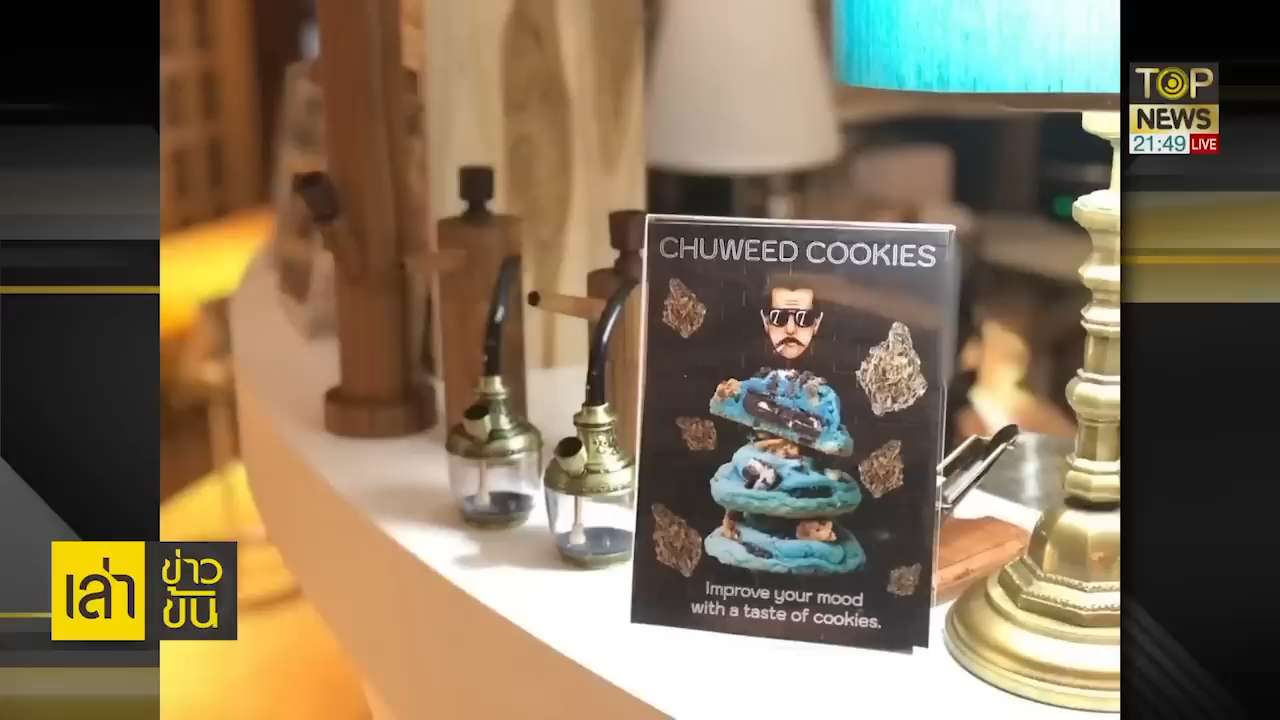 TOP
NEWS
21:49 LIVE
CHUWEED COOKIES
Improve your mood
with a taste of cookies.
เล่า
ข่าว
ข้น